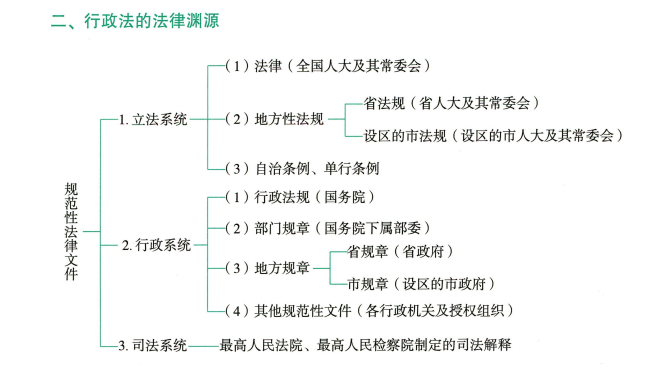 二、行政法的法律渊源
规范性法律文件
1. 立法系统
（1）法律（全国人大及其常委会）
（2）地方性法规
省法规（省人大及其常委会）
设区的市法规（设区的市人大及其常委会）
（3）自治条例、单行条例
2. 行政系统
（1）行政法规（国务院）
（2）部门规章（国务院下属部委）
（3）地方规章
省规章（省政府）
市规章（设区的市政府）
（4）其他规范性文件（各行政机关及授权组织）
3. 司法系统
最高人民法院、最高人民检察院制定的司法解释